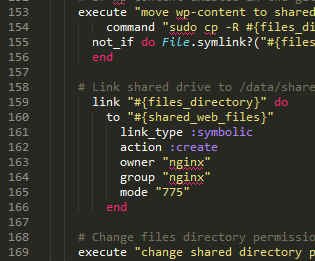 153 execute "move wp-content to shared
154 command "sudo cp -R #{files_di
155 not_if do File.symlink?("#{files
156 end
157
158 # Link shared drive to /data/share
159 link "#{files_directory}" do
160 to "#{shared_web_files}"
161 link_type :symbolic
162 action :create
163 owner "nginx"
164 group "nginx"
165 mode "775"
166 end
167
168 # Change files directory permissio
169 execute "change shared directory p